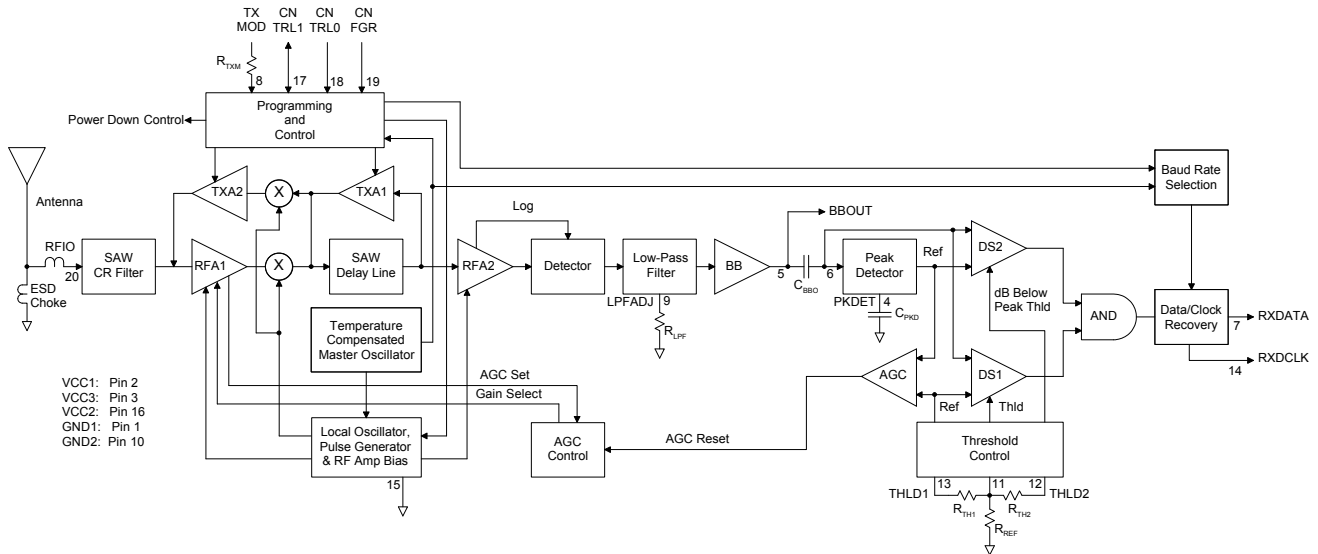 TX
MOD
CN
TRL1
CN
TRL0
CN
FGR
RTXM
8
17
18
19
Programming
and
Control
Power Down Control
Antenna
TXA2
X
TXA1
Log
BBOUT
Baud Rate
Selection
RFIO
20
ESD
Choke
SAW
CR Filter
RFA1
X
SAW
Delay Line
RFA2
Detector
Low-Pass
Filter
LPFADJ
9
RLPF
BB
5
CBBO
6
Peak
Detector
PKDET
4
CPKD
Ref
DS2
dB Below
Peak Thld
AND
Data/Clock
Recovery
7
RXDATA
14
RXDCLK
Temperature
Compensated
Master Oscillator
AGC Set
Gain Select
AGC
DS1
Ref
Thld
VCC1: Pin 2
VCC3: Pin 3
VCC2: Pin 16
GND1: Pin 1
GND2: Pin 10
Local Oscillator,
Pulse Generator
& RF Amp Bias
15
AGC
Control
AGC Reset
Threshold
Control
THLD1
13
11
12
THLD2
RTH1
RTH2
RREF